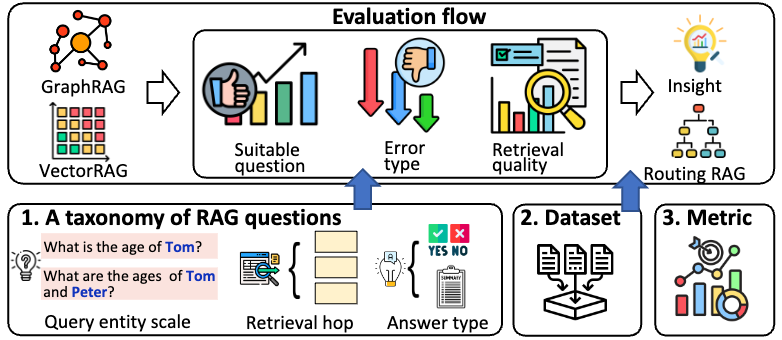 Evaluation flow
GraphRAG
VectorRAG
Suitable
question
Error
type
Retrieval
quality
Insight
Routing RAG
1. A taxonomy of RAG questions
What is the age of Tom?
What are the ages of Tom
and Peter?
Query entity scale
Retrieval hop
YES NO
SUMMARY
Answer type
2. Dataset
3. Metric